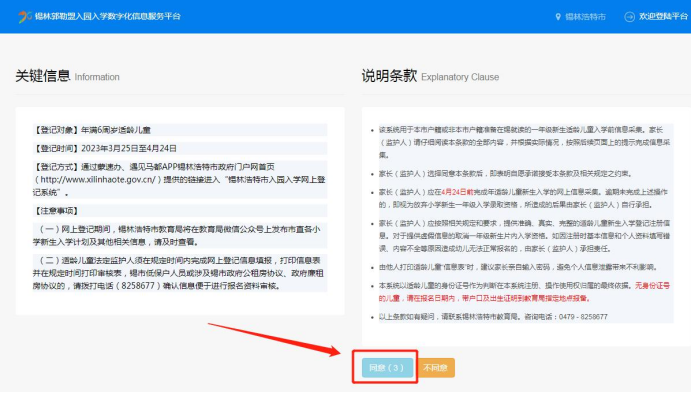 锡林郭勒盟入园入学数字化信息服务平台
锡林浩特市
欢迎登陆平台
关键信息 Information
【登记对象】年满6周岁适龄儿童
【登记时间】2023年3月25日至4月24日
【登记方式】通过蒙速办、遇见马都APP锡林浩特市政府门户网首页
（http://www.xilinhaote.gov.cn/）提供的链接进入“锡林浩特市入园入学网上登
记系统”。
【注意事项】
（一）网上登记期间，锡林浩特市教育局将在教育局微信公众号上发布市直各小
学新生入学计划及其他相关信息，请及时查看。
（二）适龄儿童法定监护人须在规定时间内完成网上登记信息填报，打印信息表
并在规定时间打印审核表，锡市低保户人员或涉及锡市政府公租房协议、政府廉租
房协议的，请拨打电话（8258677）确认信息便于进行报名资料审核。
说明条款 Explanatory Clause
该系统用于本市户籍或非本市户籍准备在锡就读的一年级新生适龄儿童入学前信息采集。家长
（监护人）请仔细阅读本条款的全部内容，并根据实际情况，按照后续页面上的提示完成信息采
集。
家长（监护人）选择同意本条款后，即表明自愿承诺接受本条款及相关规定之约束。
家长（监护人）应在4月24日前完成适龄儿童新生入学的网上信息采集。逾期未完成上述操作
的，即视为放弃小学新生一年级入学录取资格，所造成的后果由家长（监护人）自行承担。
家长（监护人）应按照相关规定和要求，提供准确、真实、完整的适龄儿童新生入学登记注册信
息。对于提供虚假信息的取消一年级新生片内入学资格。如因注册时基本信息和个人资料填写错
误、内容不全等原因造成幼儿无法正常报名的，由家长（监护人）承担责任。
由他人打印适龄儿童“信息表”时，建议家长亲自输入密码，避免个人信息泄露带来不利影响。
本系统以适龄儿童的身份证号作为判断在本系统注册、操作使用权归属的最终依据。无身份证号
的儿童，请在报名日期内，带户口及出生证明到教育局指定地点报备。
以上条款如有疑问，请联系锡林浩特市教育局。咨询电话：0479 - 8258677
同意（3）
不同意